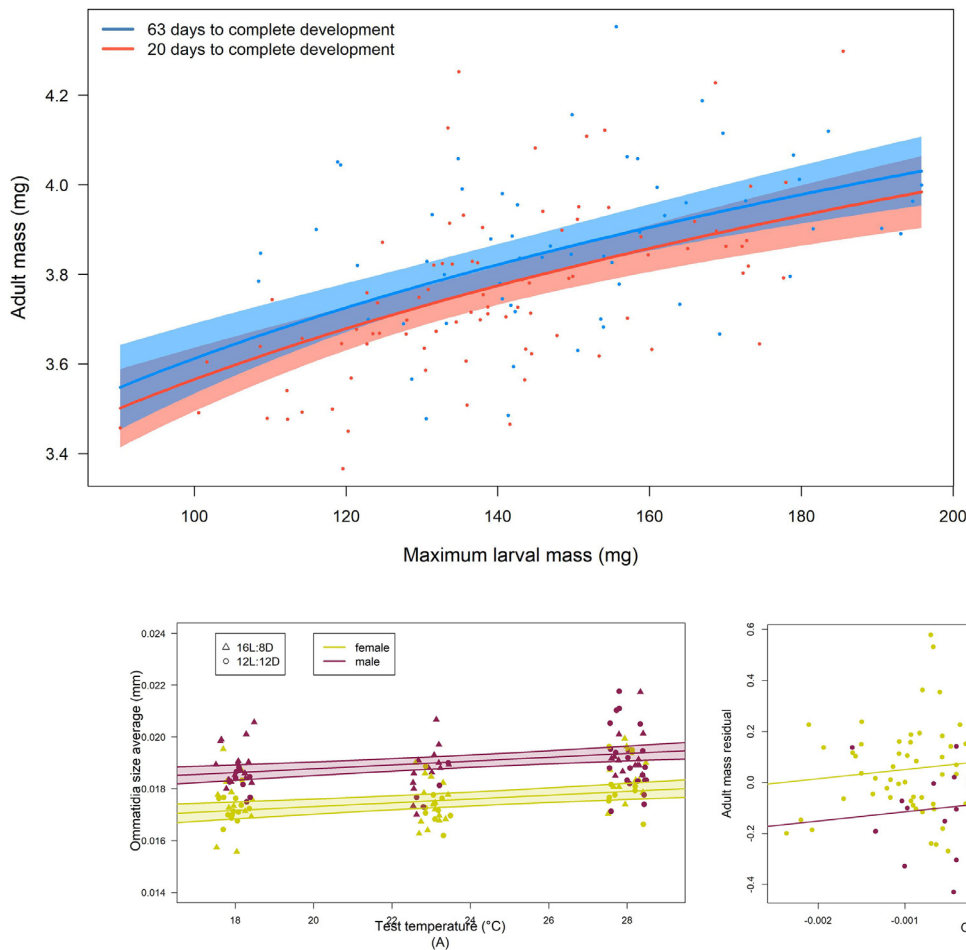 63 days to complete development
20 days to complete development
4.2
4.0
3.8
3.6
3.4
Adult mass (mg)
100
120
140
160
180
200
Maximum larval mass (mg)
0.024
0.022
0.020
0.018
0.016
0.014
Ommatidia size average (mm)
16L:8D
12L:12D
female
male
18
20
22
24
26
28
Test temperature (°C)
(A)
0.6
0.4
0.2
0.0
-0.2
-0.4
Adult mass residual
-0.002
-0.001